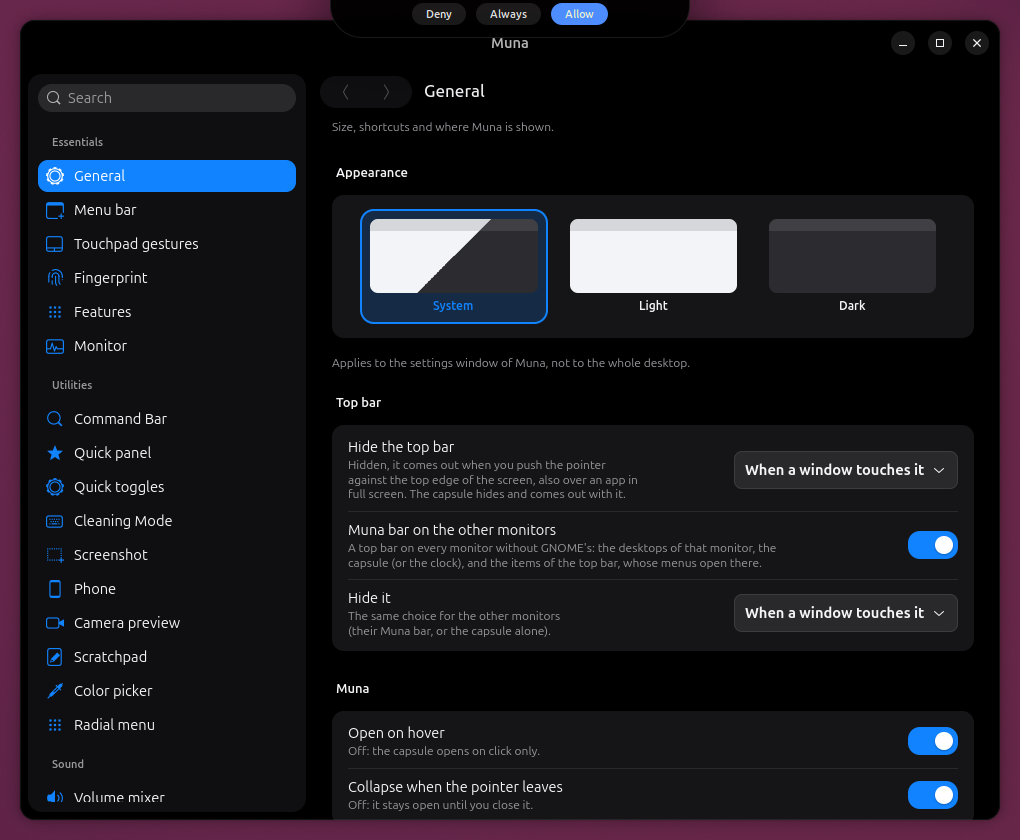 Deny
Always
Allow
Muna
Search
Essentials
General
Menu bar
Touchpad gestures
Fingerprint
Features
Monitor
Utilities
Command Bar
Quick panel
Quick toggles
Cleaning Mode
Screenshot
Phone
Camera preview
Scratchpad
Color picker
Radial menu
Sound
Volume mixer
General
Size, shortcuts and where Muna is shown.
Appearance
System
Light
Dark
Applies to the settings window of Muna, not to the whole desktop.
Top bar
Hide the top bar
Hidden, it comes out when you push the pointer
against the top edge of the screen, also over an app in
full screen. The capsule hides and comes out with it.
When a window touches it
Muna bar on the other monitors
A top bar on every monitor without GNOME's: the desktops of that monitor, the
capsule (or the clock), and the items of the top bar, whose menus open there.
Hide it
The same choice for the other monitors
(their Muna bar, or the capsule alone).
When a window touches it
Muna
Open on hover
Off: the capsule opens on click only.
Collapse when the pointer leaves
Off: it stays open until you close it.